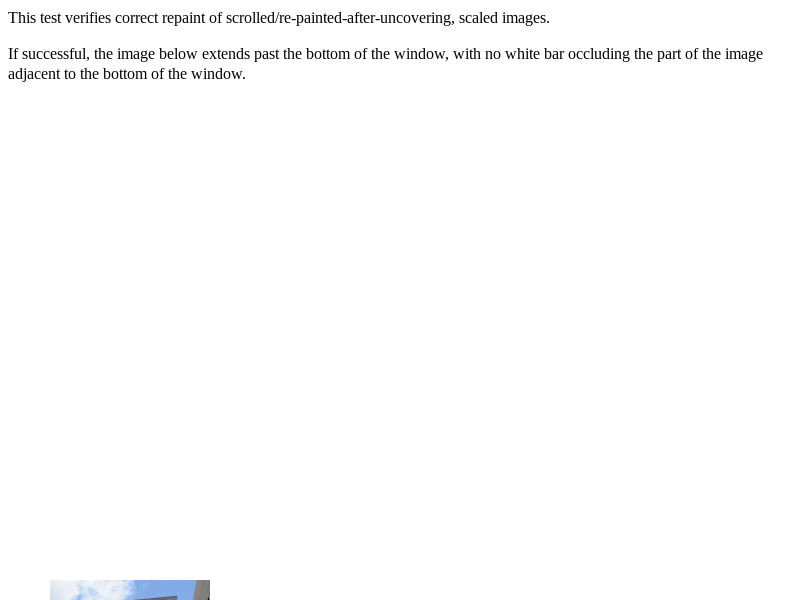 This test verifies correct repaint of scrolled/re-painted-after-uncovering, scaled images.
If successful, the image below extends past the bottom of the window, with no white bar occluding the part of the image
adjacent to the bottom of the window.